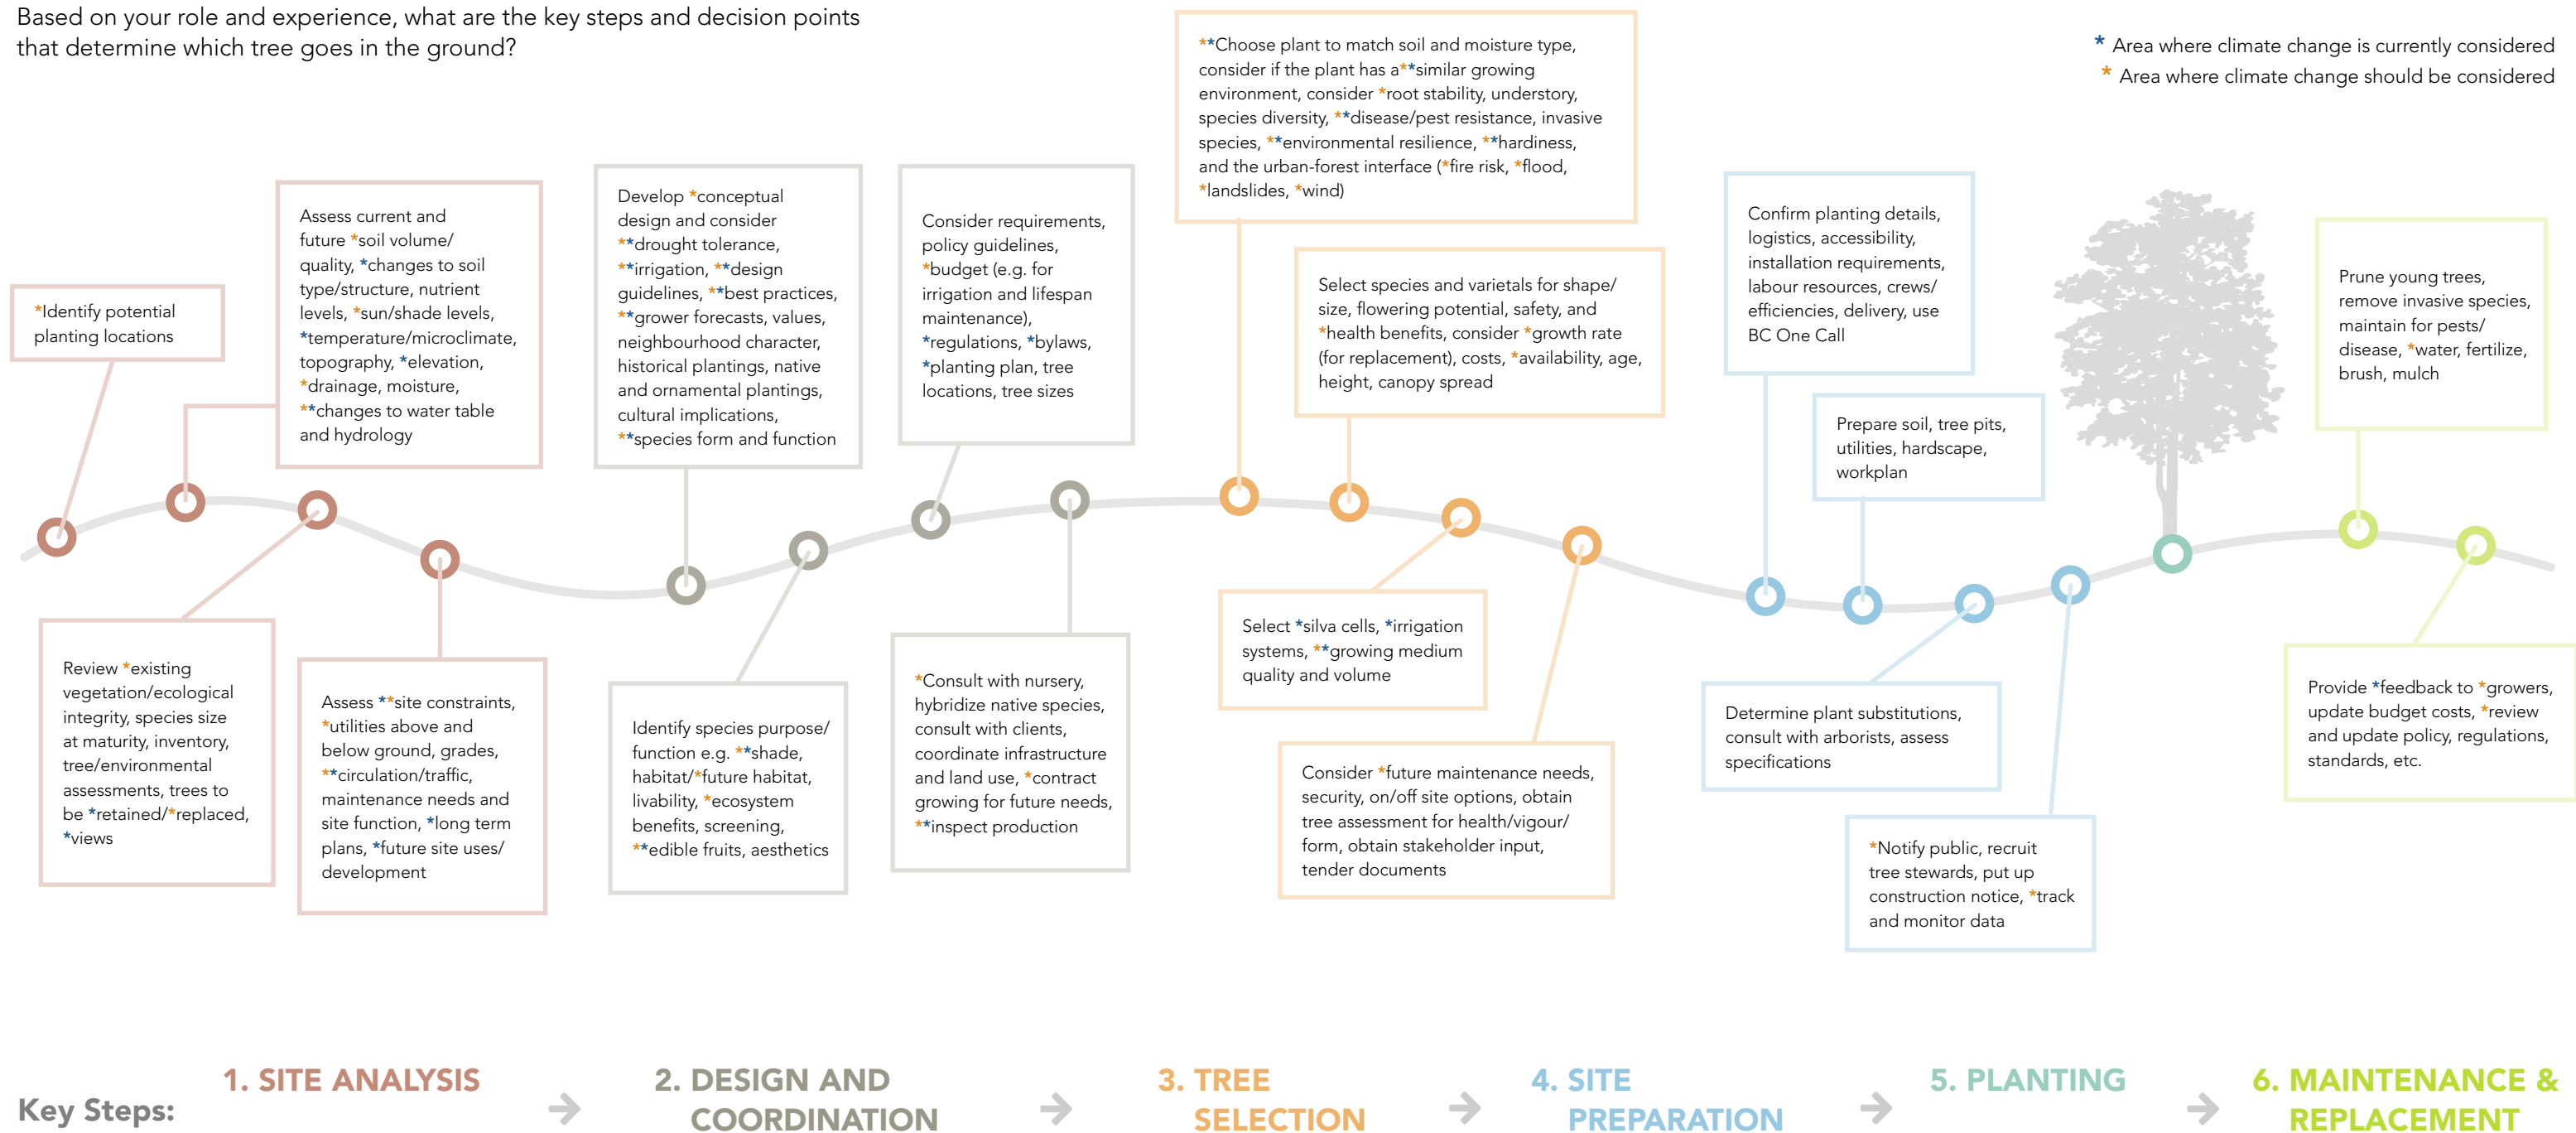 Based on your role and experience, what are the key steps and decision points
that determine which tree goes in the ground?
* Area where climate change is currently considered
* Area where climate change should be considered
*Identify potential
planting locations
Assess current and
future *soil volume/
quality, *changes to soil
type/structure, nutrient
levels, *sun/shade levels,
*temperature/microclimate,
topography, *elevation,
*drainage, moisture,
**changes to water table
and hydrology
Review *existing
vegetation/ecological
integrity, species size
at maturity, inventory,
tree/environmental
assessments, trees to
be *retained/*replaced,
*views
Assess **site constraints,
*utilities above and
below ground, grades,
**circulation/traffic,
maintenance needs and
site function, *long term
plans, *future site uses/
development
Develop *conceptual
design and consider
**drought tolerance,
**irrigation, **design
guidelines, **best practices,
**grower forecasts, values,
neighbourhood character,
historical plantings, native
and ornamental plantings,
cultural implications,
**species form and function
Identify species purpose/
function e.g. **shade,
habitat/*future habitat,
livability, *ecosystem
benefits, screening,
**edible fruits, aesthetics
Consider requirements,
policy guidelines,
*budget (e.g. for
irrigation and lifespan
maintenance),
*regulations, *bylaws,
*planting plan, tree
locations, tree sizes
*Consult with nursery,
hybridize native species,
consult with clients,
coordinate infrastructure
and land use, *contract
growing for future needs,
**inspect production
**Choose plant to match soil and moisture type,
consider if the plant has a**similar growing
environment, consider *root stability, understory,
species diversity, **disease/pest resistance, invasive
species, **environmental resilience, **hardiness,
and the urban-forest interface (*fire risk, *flood,
*landslides, *wind)
Select species and varietals for shape/
size, flowering potential, safety, and
*health benefits, consider *growth rate
(for replacement), costs, *availability, age,
height, canopy spread
Select *silva cells, *irrigation
systems, **growing medium
quality and volume
Consider *future maintenance needs,
security, on/off site options, obtain
tree assessment for health/vigour/
form, obtain stakeholder input,
tender documents
Confirm planting details,
logistics, accessibility,
installation requirements,
labour resources, crews/
efficiencies, delivery, use
BC One Call
Prepare soil, tree pits,
utilities, hardscape,
workplan
Determine plant substitutions,
consult with arborists, assess
specifications
*Notify public, recruit
tree stewards, put up
construction notice, *track
and monitor data
Prune young trees,
remove invasive species,
maintain for pests/
disease, *water, fertilize,
brush, mulch
Provide *feedback to *growers,
update budget costs, *review
and update policy, regulations,
standards, etc.
Key Steps:
1. SITE ANALYSIS
2. DESIGN AND
COORDINATION
3. TREE
SELECTION
4. SITE
PREPARATION
5. PLANTING
6. MAINTENANCE &
REPLACEMENT